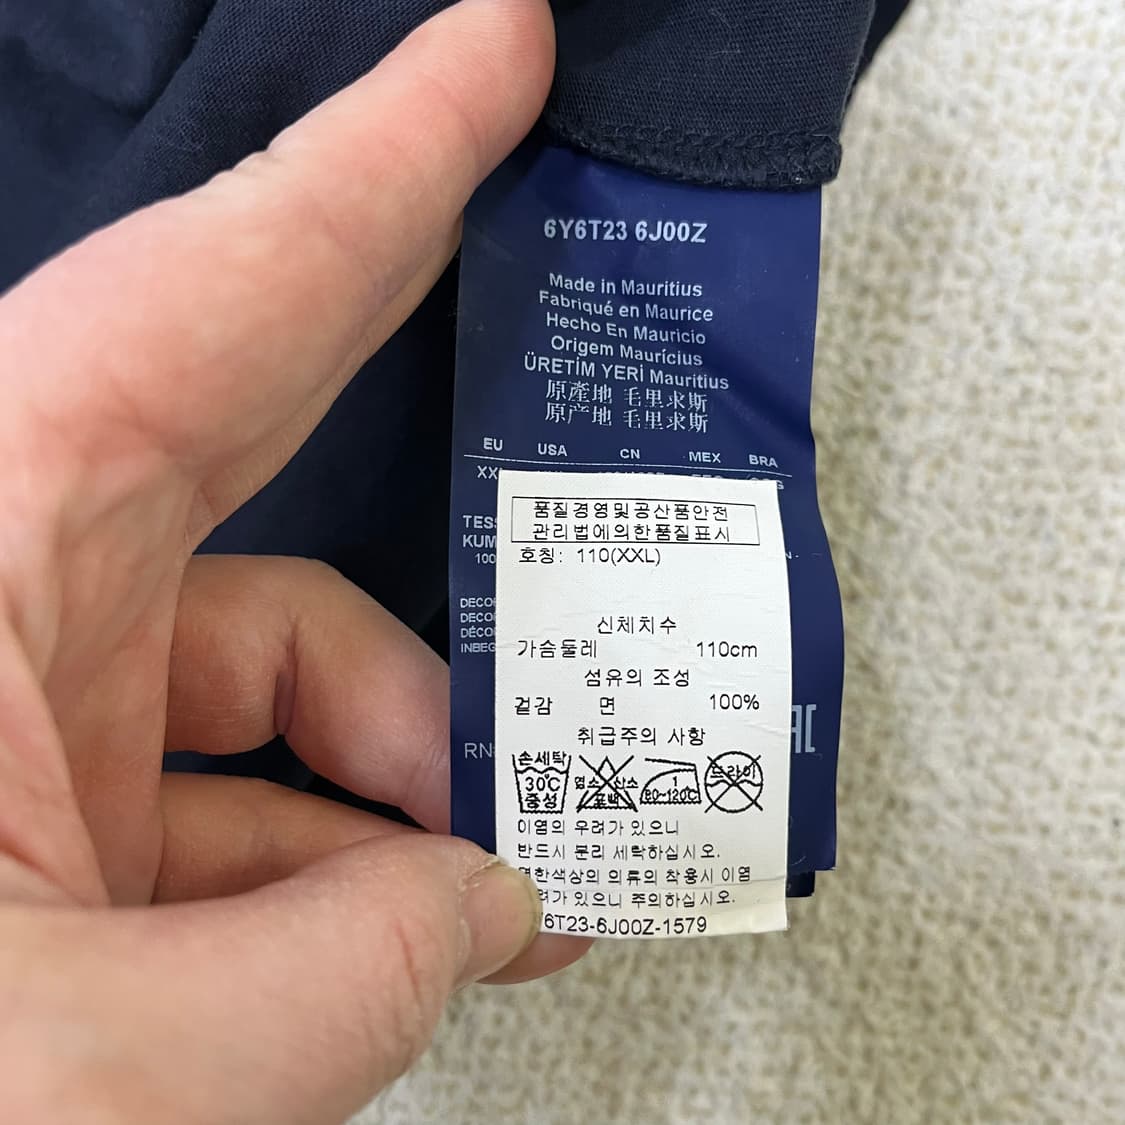 6Y6T23 6J00Z
Made in Mauritius
Fabriqué en Maurice
Hecho En Mauricio
Origem Maurícius
ÜRETİM YERİ Mauritius
原產地 毛里求斯
原产地 毛里求斯
EU USA CN MEX BRA
품질경영및공산품안전
관리법에의한품질표시
호칭: 110(XXL)
신체치수
가슴둘레 110cm
섬유의 조성
겉감 면 100%
취급주의 사항
손세탁
30℃
중성
염소 산소
표백
1
80~120℃
드라이
이염의 우려가 있으니
반드시 분리 세탁하십시오.
의류의 착용시 이염
있으니 주의하십시오.
6T23-6J00Z-1579